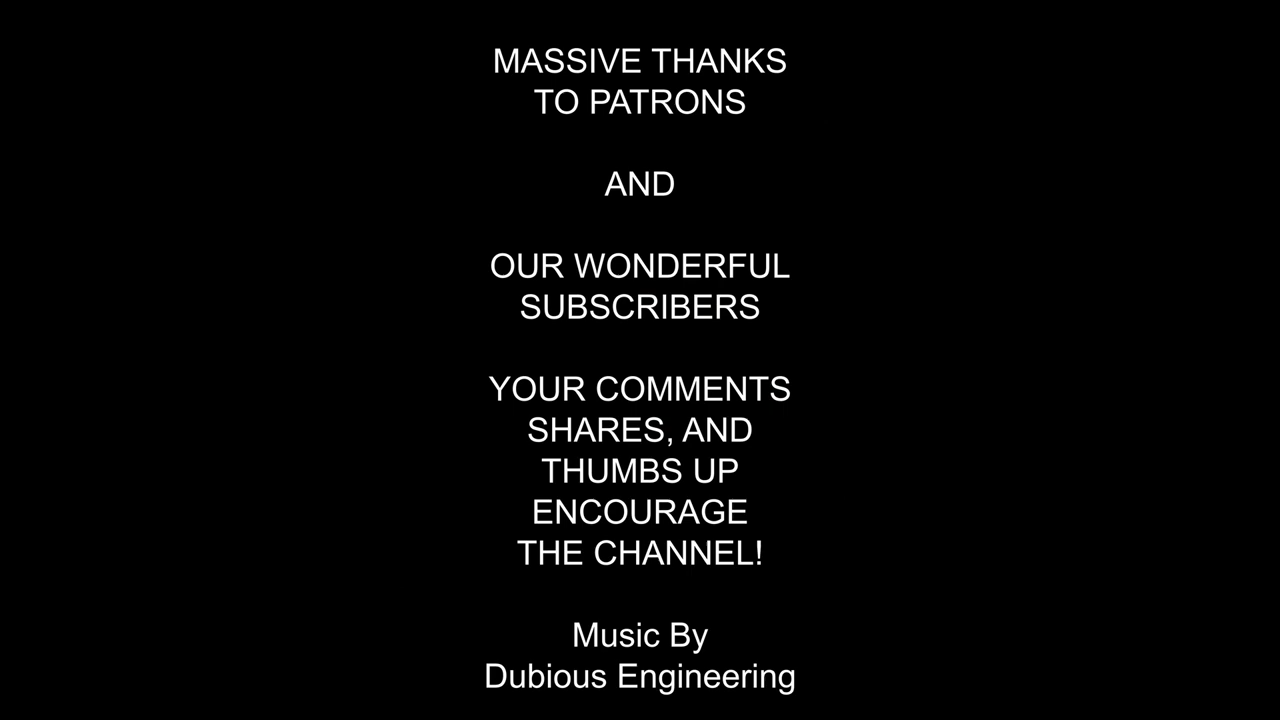 MASSIVE THANKS
TO PATRONS
AND
OUR WONDERFUL
SUBSCRIBERS
YOUR COMMENTS
SHARES, AND
THUMBS UP
ENCOURAGE
THE CHANNEL!
Music By
Dubious Engineering